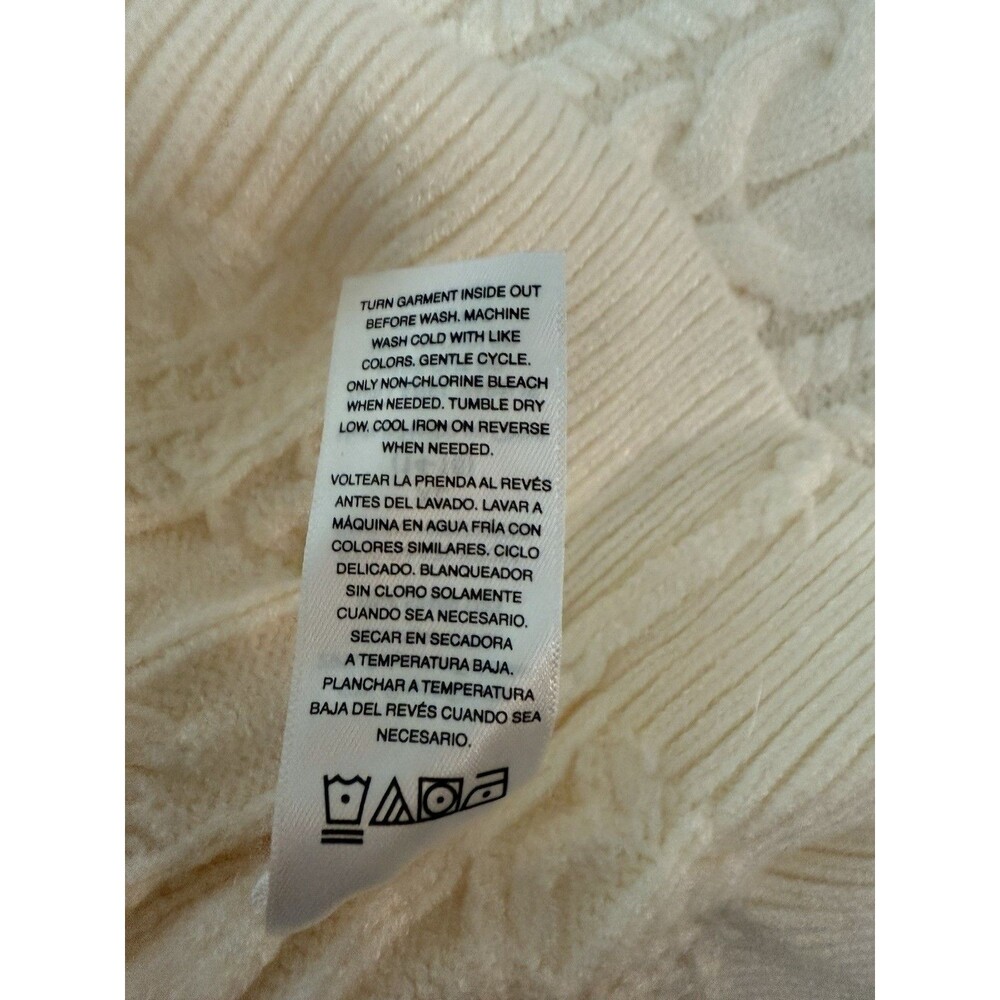 TURN GARMENT INSIDE OUT
BEFORE WASH. MACHINE
WASH COLD WITH LIKE
COLORS. GENTLE CYCLE.
ONLY NON-CHLORINE BLEACH
WHEN NEEDED. TUMBLE DRY
LOW. COOL IRON ON REVERSE
WHEN NEEDED.
VOLTEAR LA PRENDA AL REVÉS
ANTES DEL LAVADO. LAVAR A
MÁQUINA EN AGUA FRÍA CON
COLORES SIMILARES. CICLO
DELICADO. BLANQUEADOR
SIN CLORO SOLAMENTE
CUANDO SEA NECESARIO.
SECAR EN SECADORA
A TEMPERATURA BAJA.
PLANCHAR A TEMPERATURA
BAJA DEL REVÉS CUANDO SEA
NECESARIO.